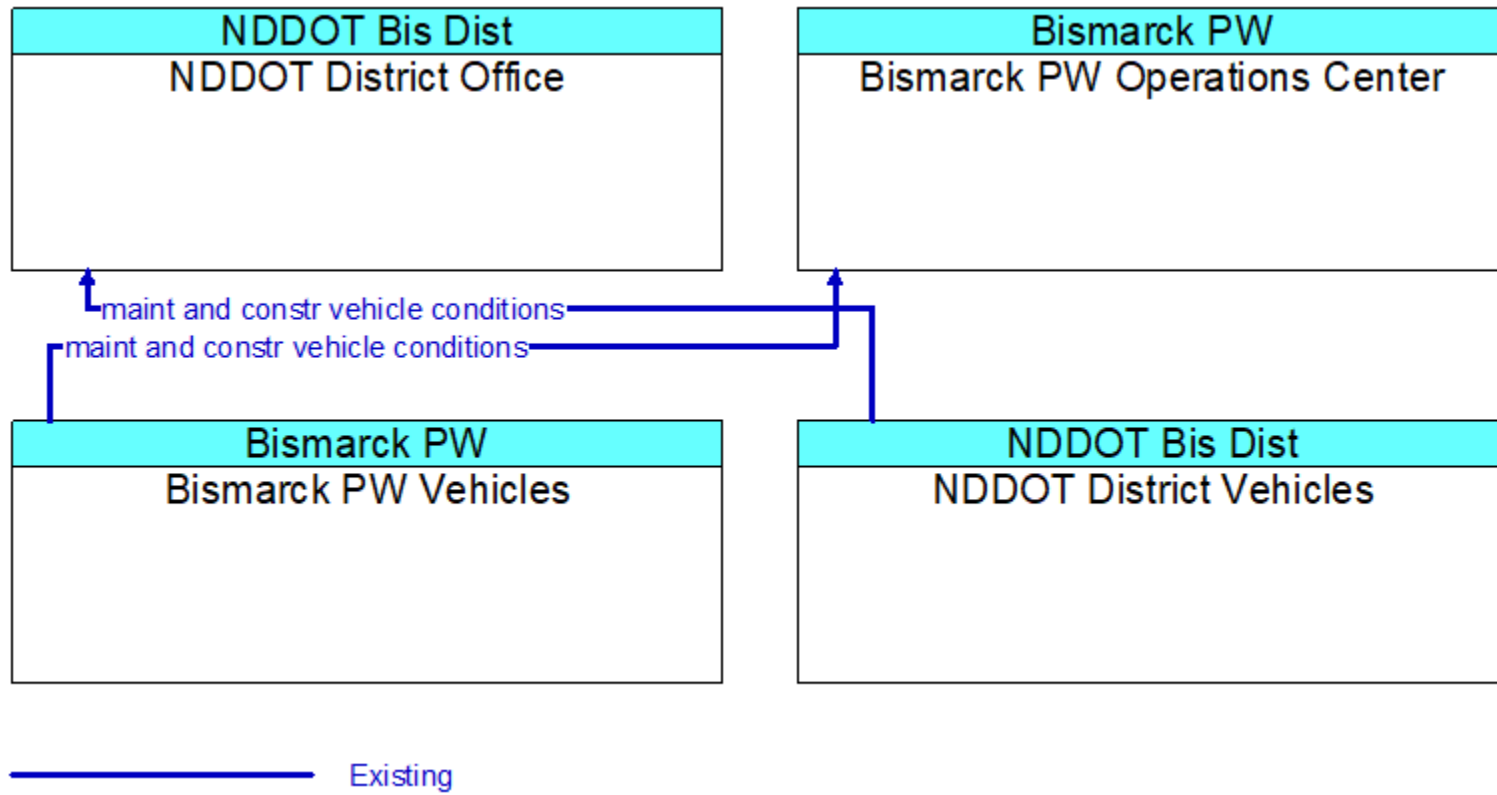 NDDOT Bis Dist
NDDOT District Office
Bismarck PW
Bismarck PW Operations Center
maint and constr vehicle conditions
maint and constr vehicle conditions
Bismarck PW
Bismarck PW Vehicles
NDDOT Bis Dist
NDDOT District Vehicles
Existing